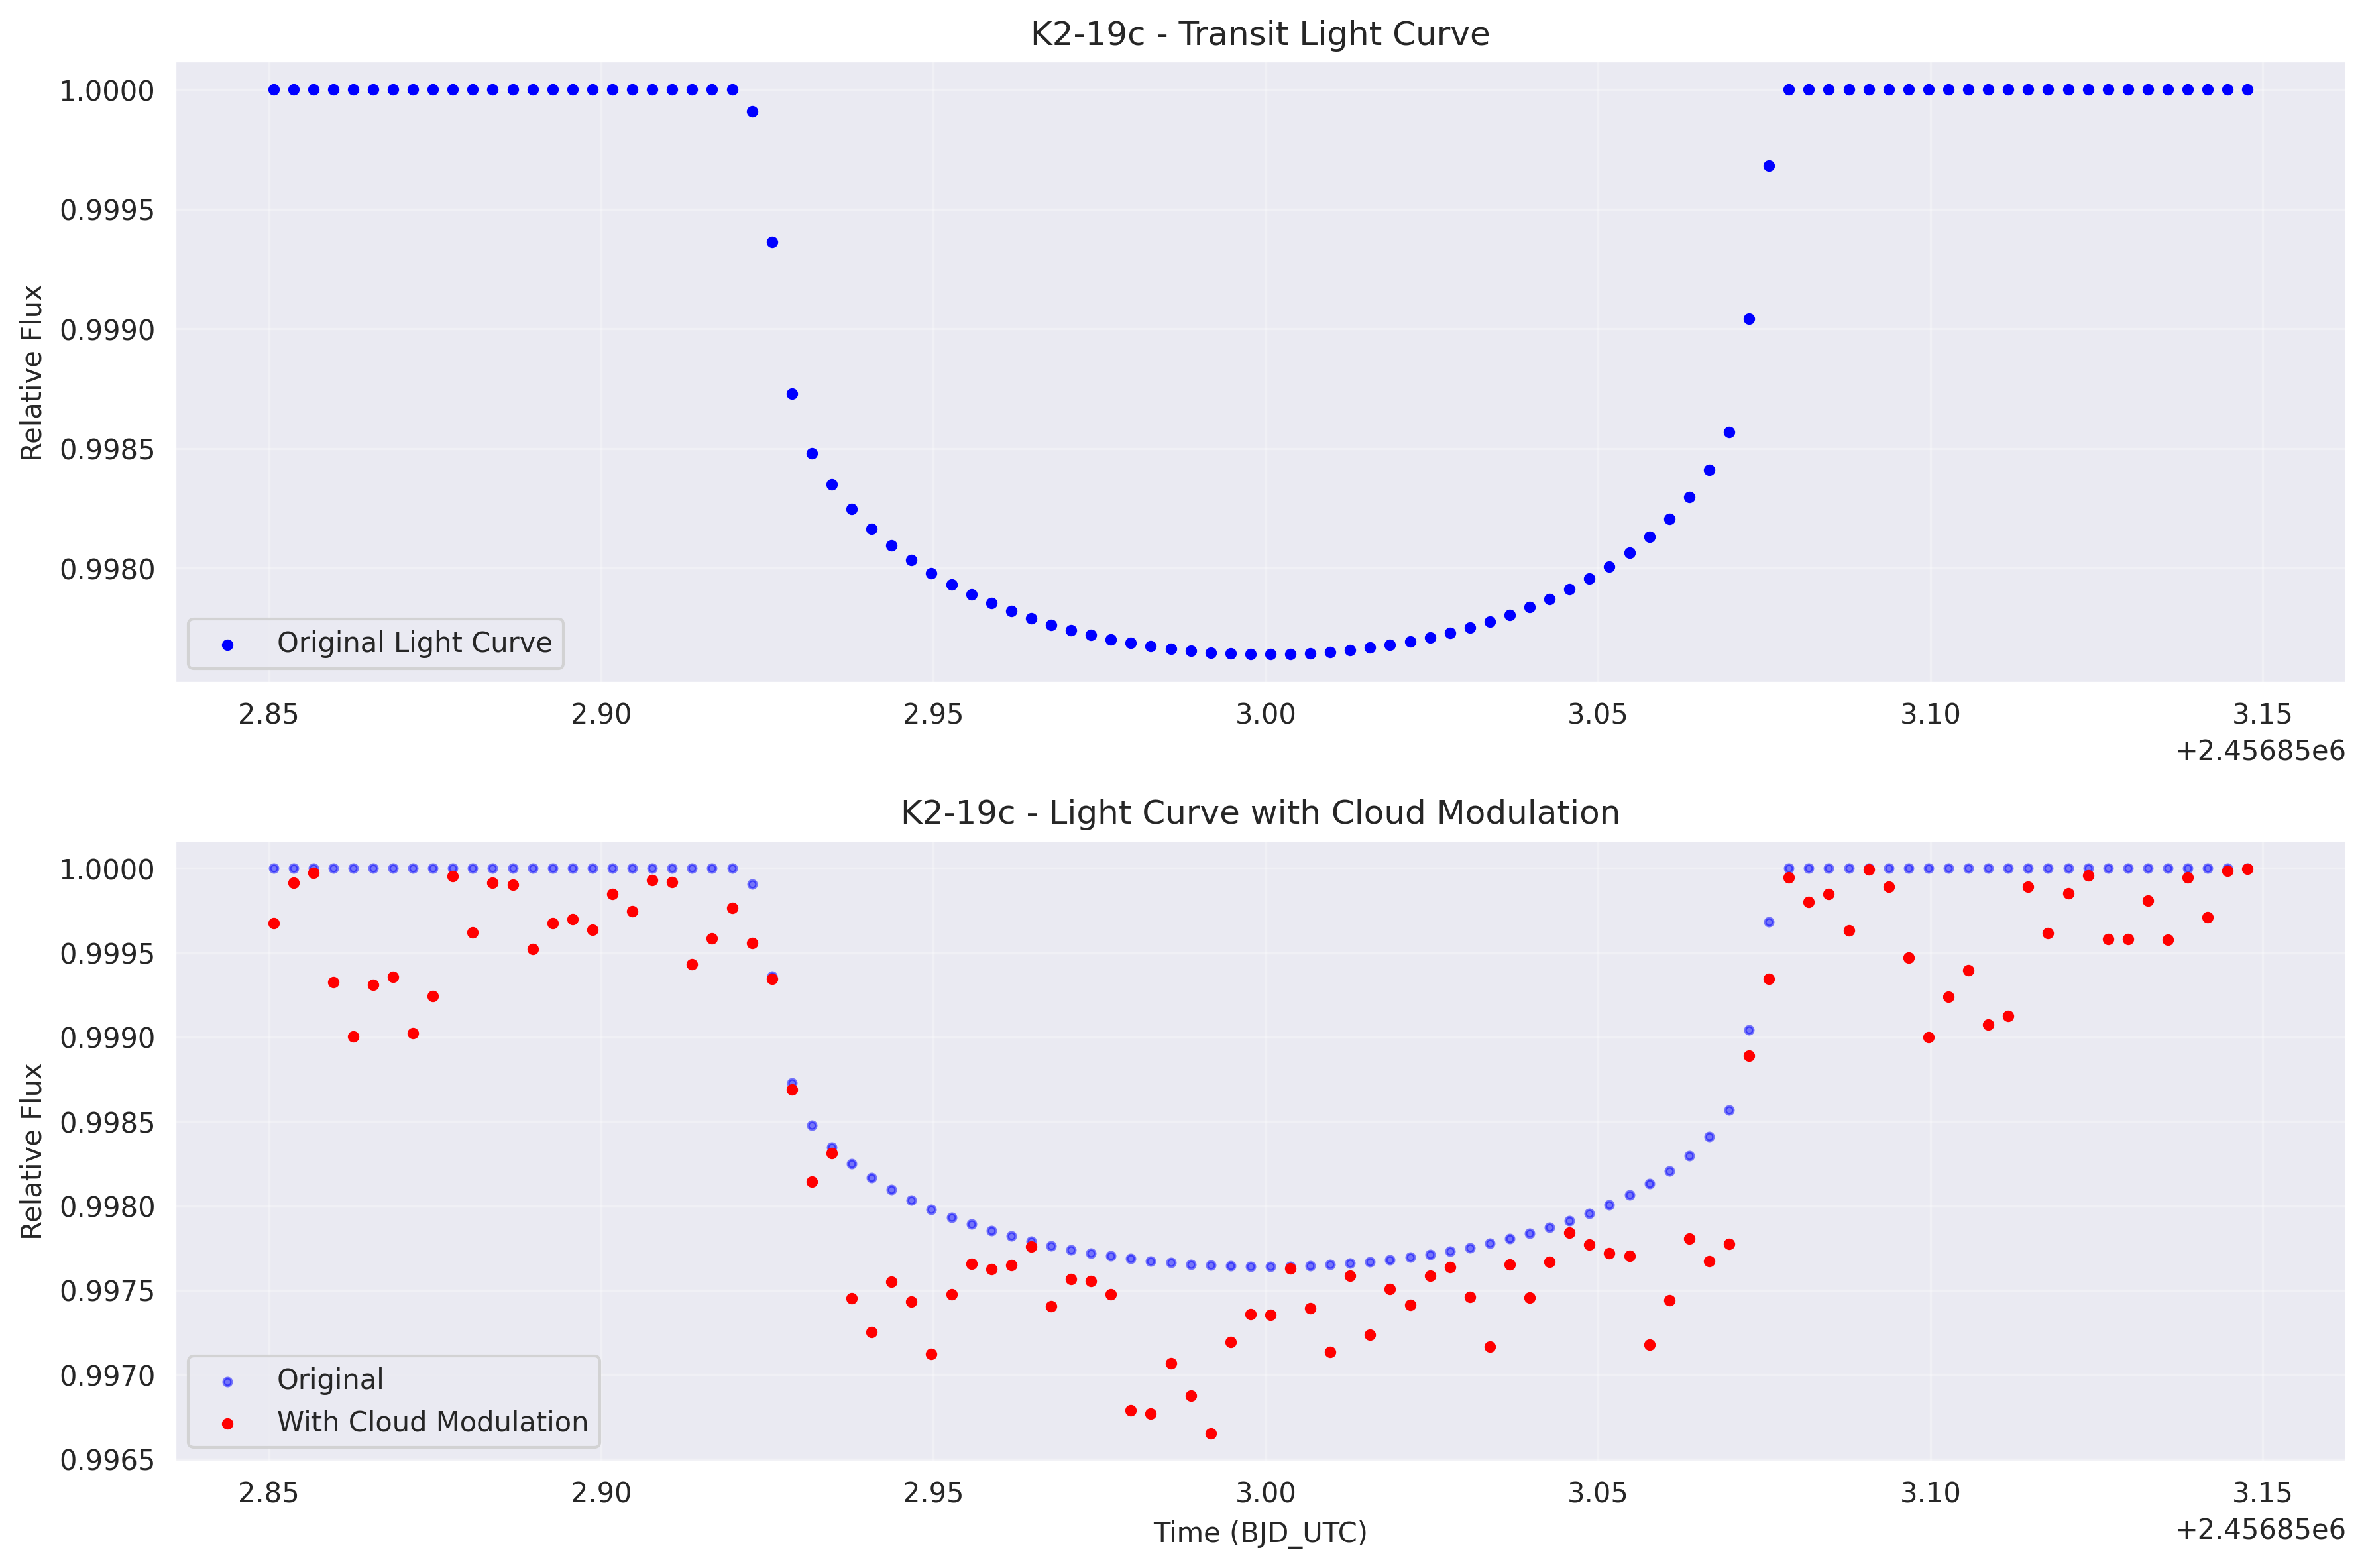 K2-19c - Transit Light Curve
Relative Flux
1.0000
0.9995
0.9990
0.9985
0.9980
Original Light Curve
2.85 2.90 2.95 3.00 3.05 3.10 3.15
+2.45685e6
K2-19c - Light Curve with Cloud Modulation
Relative Flux
1.0000
0.9995
0.9990
0.9985
0.9980
0.9975
0.9970
0.9965
Original
With Cloud Modulation
2.85 2.90 2.95 3.00 3.05 3.10 3.15
Time (BJD_UTC)
+2.45685e6